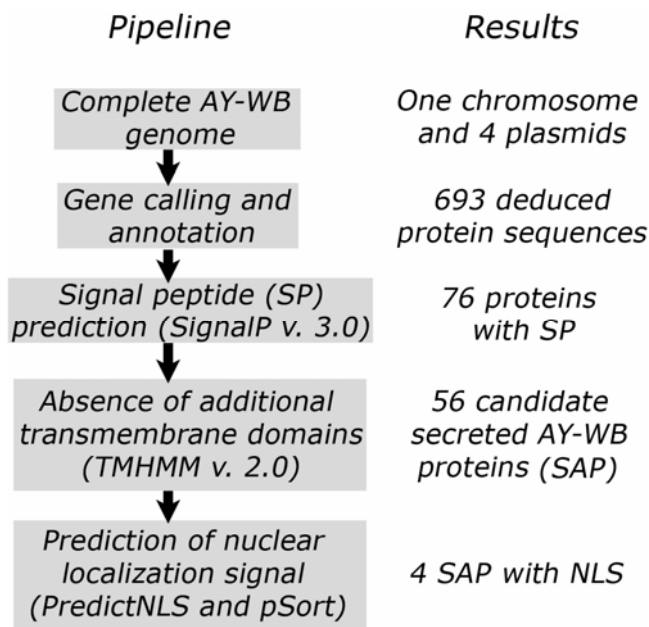 Pipeline
Results
Complete AY-WB
genome
One chromosome
and 4 plasmids
Gene calling and
annotation
693 deduced
protein sequences
Signal peptide (SP)
prediction (SignalP v. 3.0)
76 proteins
with SP
Absence of additional
transmembrane domains
(TMHMM v. 2.0)
56 candidate
secreted AY-WB
proteins (SAP)
Prediction of nuclear
localization signal
(PredictNLS and pSort)
4 SAP with NLS